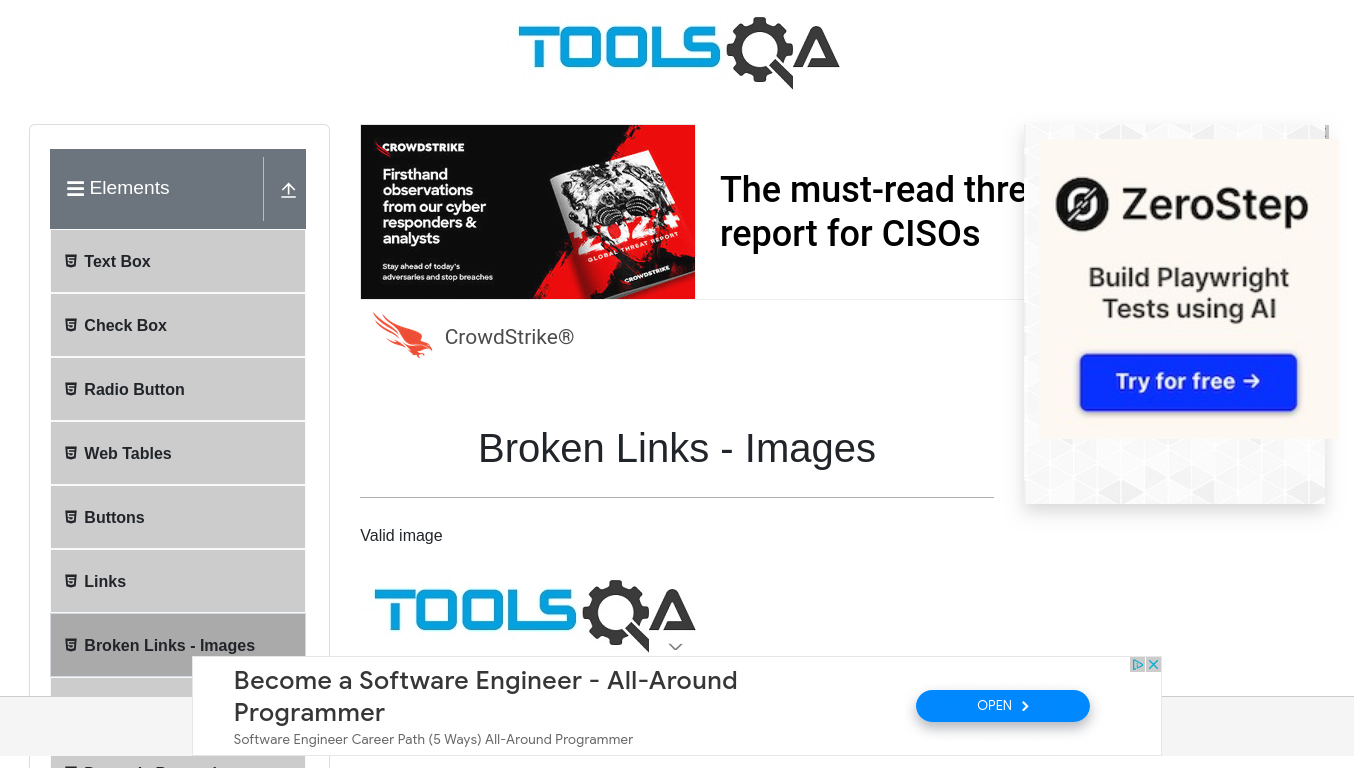 TOOLSQA
Elements
Text Box
Check Box
Radio Button
Web Tables
Buttons
Links
Broken Links - Images
CROWDSTRIKE
Firsthand
observations
from our cyber
responders &
analysts
Stay ahead of today's
adversaries and stop breaches
GLOBAL THREAT REPORT
CROWDSTRIKE
The must-read
report for CISOs
CrowdStrike®
ZeroStep
Build Playwright
Tests using AI
Try for free →
Broken Links - Images
Valid image
TOOLSQA
Become a Software Engineer - All-Around
Programmer
Software Engineer Career Path (5 Ways) All-Around Programmer
OPEN